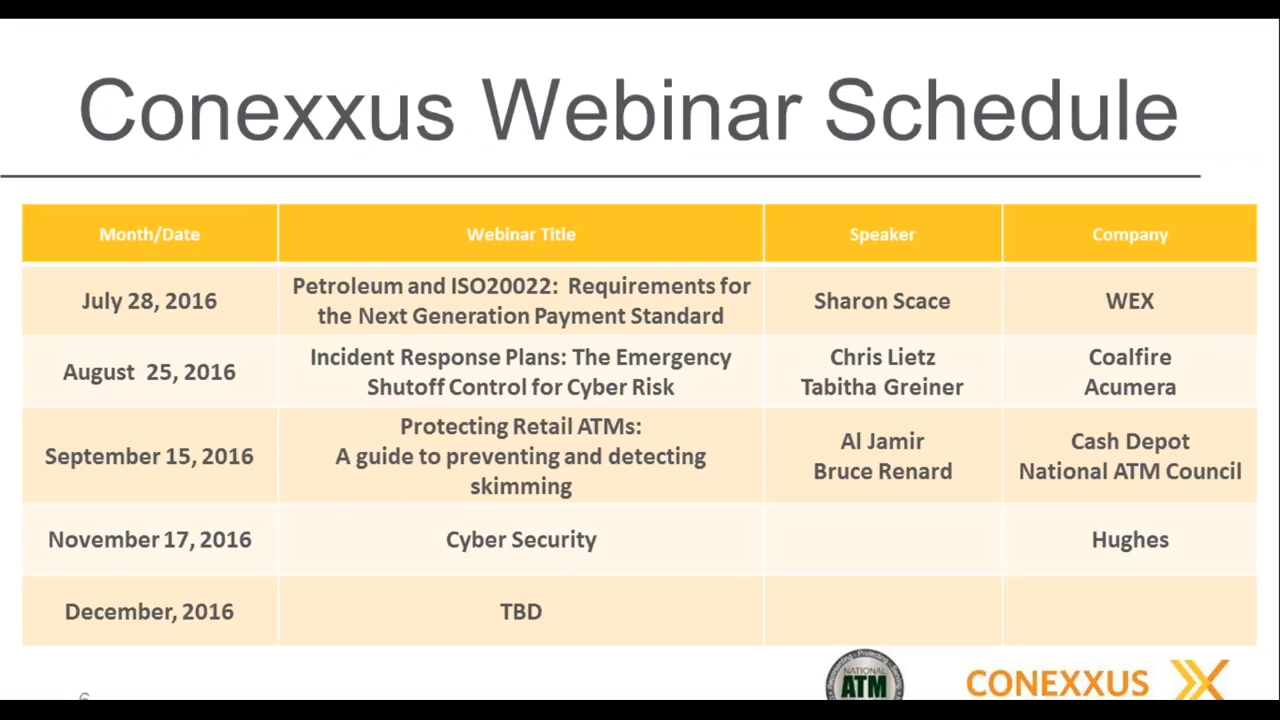 Conexxus Webinar Schedule
Month/Date Webinar Title Speaker Company
July 28, 2016
Petroleum and ISO20022: Requirements for
the Next Generation Payment Standard
Sharon Scace
WEX
August 25, 2016
Incident Response Plans: The Emergency
Shutoff Control for Cyber Risk
Chris Lietz
Tabitha Greiner
Coalfire
Acumera
September 15, 2016
Protecting Retail ATMs:
A guide to preventing and detecting
skimming
Al Jamir
Bruce Renard
Cash Depot
National ATM Council
November 17, 2016
Cyber Security
Hughes
December, 2016
TBD
NATIONAL
ATM
CONEXXUS